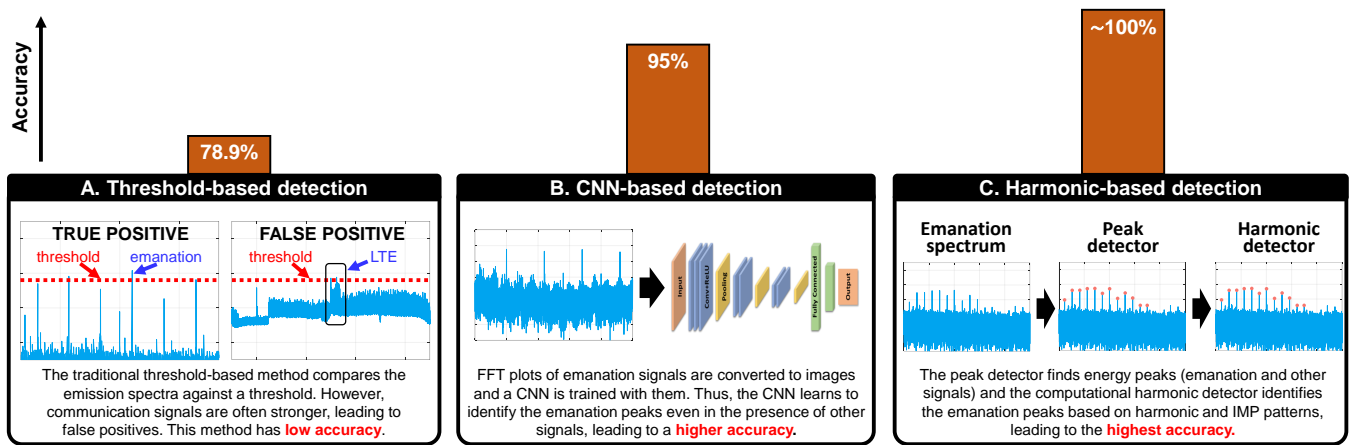 Accuracy
78.9%
95%
~100%
A. Threshold-based detection
TRUE POSITIVE
FALSE POSITIVE
threshold
emanation
threshold
LTE
The traditional threshold-based method compares the
emission spectra against a threshold. However,
communication signals are often stronger, leading to
false positives. This method has low accuracy.
B. CNN-based detection
Input
Conv+ReLU
Pooling
Fully Connected
Output
FFT plots of emanation signals are converted to images
and a CNN is trained with them. Thus, the CNN learns to
identify the emanation peaks even in the presence of other
signals, leading to a higher accuracy.
C. Harmonic-based detection
Emanation
spectrum
Peak
detector
Harmonic
detector
The peak detector finds energy peaks (emanation and other
signals) and the computational harmonic detector identifies
the emanation peaks based on harmonic and IMP patterns,
leading to the highest accuracy.